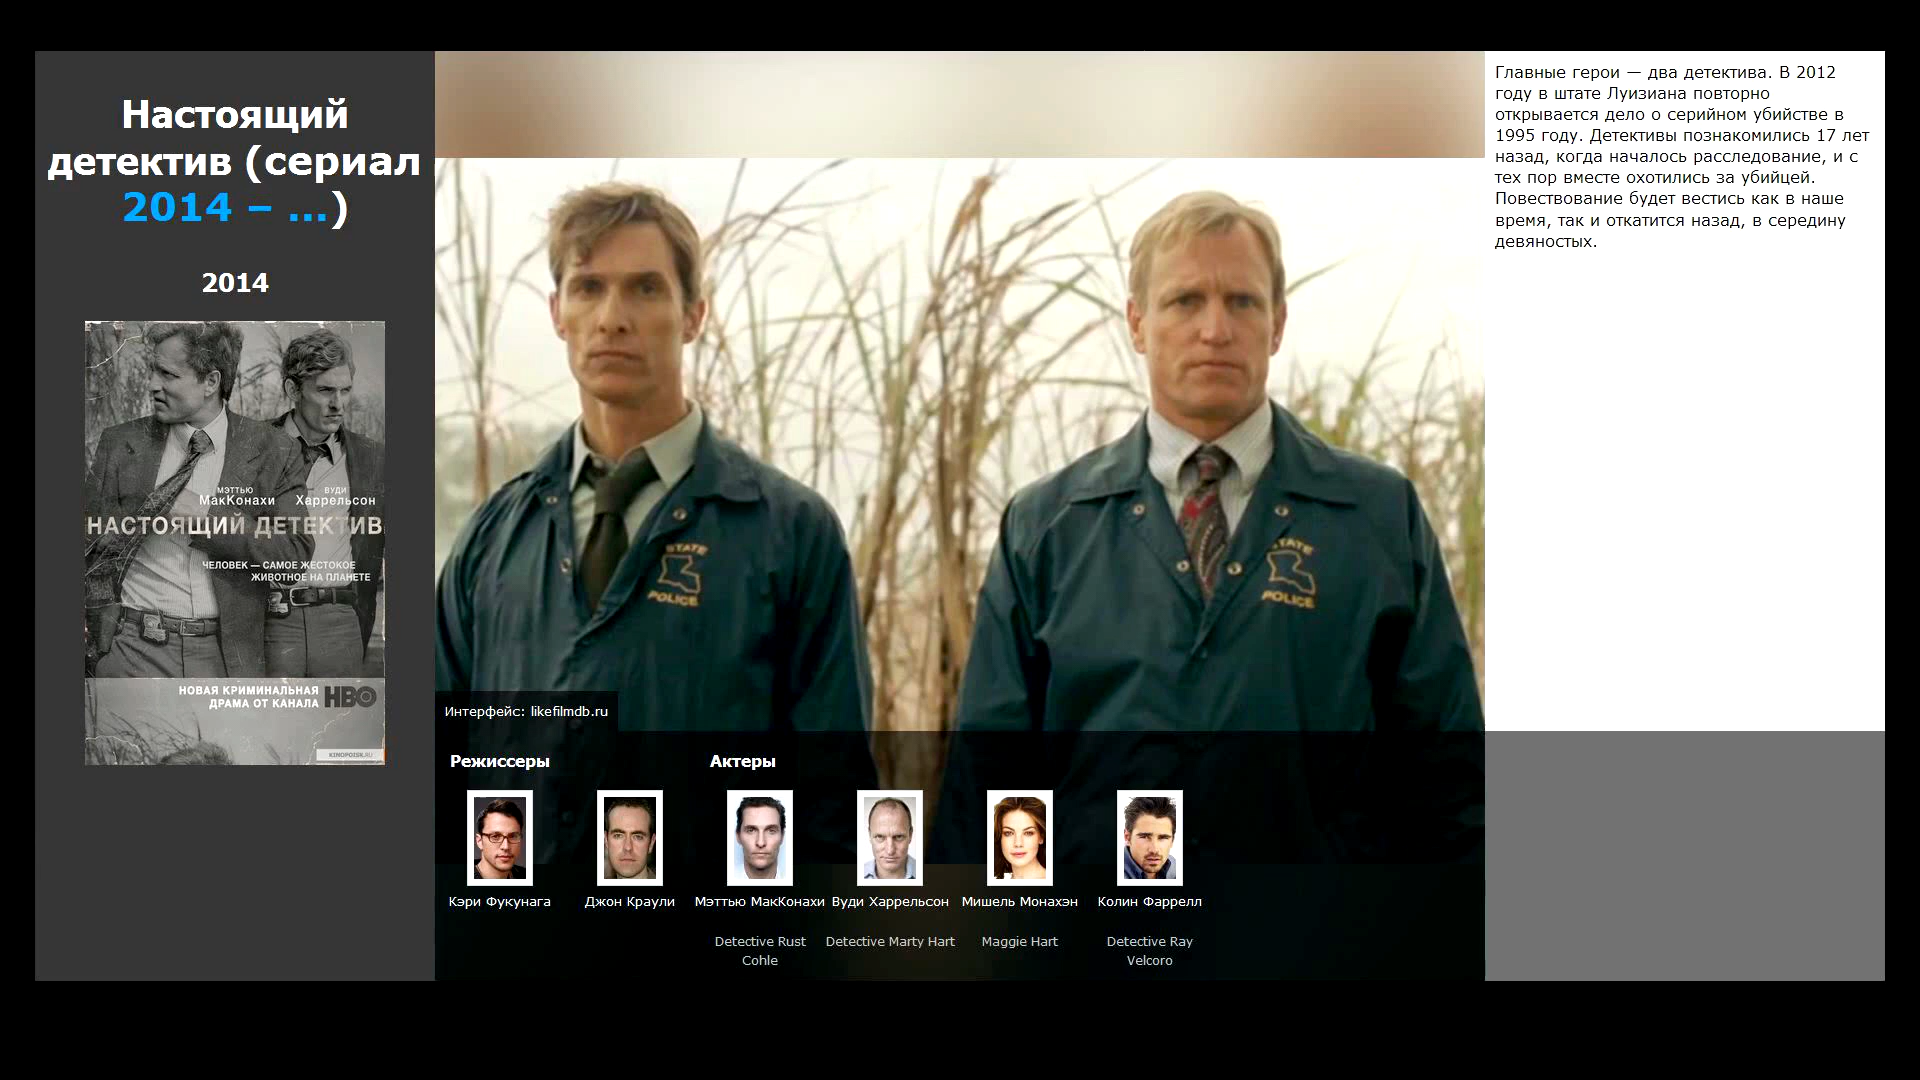 Настоящий
детектив (сериал
2014 – ...)
2014
МЭТТЬЮ
МакКонахи
ВУДИ
Харрельсон
НАСТОЯЩИЙ ДЕТЕКТИВ
ЧЕЛОВЕК — САМОЕ ЖЕСТОКОЕ
ЖИВОТНОЕ НА ПЛАНЕТЕ
НОВАЯ КРИМИНАЛЬНАЯ
ДРАМА ОТ КАНАЛА HBO
KINOPOISK.RU
STATE
POLICE
STATE
POLICE
Интерфейс: likefilmdb.ru
Режиссеры
Актеры
Кэри Фукунага
Джон Краули
Мэттью МакКонахи
Вуди Харрельсон
Мишель Монахэн
Колин Фаррелл
Detective Rust
Cohle
Detective Marty Hart
Maggie Hart
Detective Ray
Velcoro
Главные герои — два детектива. В 2012
году в штате Луизиана повторно
открывается дело о серийном убийстве в
1995 году. Детективы познакомились 17 лет
назад, когда началось расследование, и с
тех пор вместе охотились за убийцей.
Повествование будет вестись как в наше
время, так и откатится назад, в середину
девяностых.